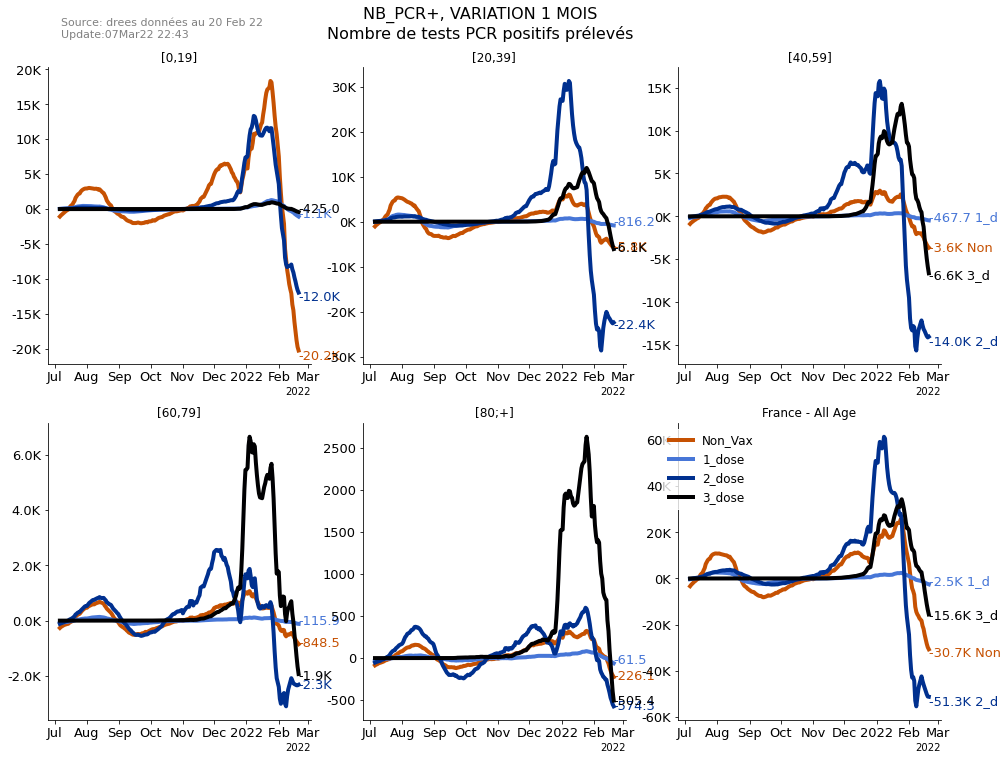 NB_PCR+, VARIATION 1 MOIS
Nombre de tests PCR positifs prélevés
Source: drees données au 20 Feb 22
Update:07Mar22 22:43
[0,19]
20K
15K
10K
5K
0K
-5K
-10K
-15K
-20K
-425.0
-1.1K
-12.0K
-20.2K
Jul Aug Sep Oct Nov Dec 2022 Feb Mar
2022
[20,39]
30K
20K
10K
0K
-10K
-20K
-30K
-816.2
-6.1K
-22.4K
Jul Aug Sep Oct Nov Dec 2022 Feb Mar
2022
[40,59]
15K
10K
5K
0K
-5K
-10K
-15K
-467.7 1_d
-3.6K Non
-6.6K 3_d
-14.0K 2_d
Jul Aug Sep Oct Nov Dec 2022 Feb Mar
2022
[60,79]
6.0K
4.0K
2.0K
0.0K
-2.0K
-115.5
-848.5
-1.9K
-2.3K
Jul Aug Sep Oct Nov Dec 2022 Feb Mar
2022
[80;+]
2500
2000
1500
1000
500
0
-500
-61.5
-226.1
-505.4
-574.3
Jul Aug Sep Oct Nov Dec 2022 Feb Mar
2022
France - All Age
60K
40K
20K
0K
-20K
-40K
-60K
Non_Vax
1_dose
2_dose
3_dose
-2.5K 1_d
-15.6K 3_d
-30.7K Non
-51.3K 2_d
Jul Aug Sep Oct Nov Dec 2022 Feb Mar
2022